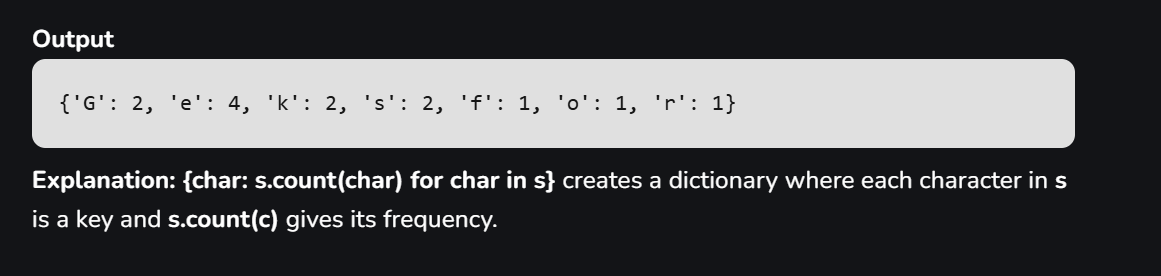 Output
{'G': 2, 'e': 4, 'k': 2, 's': 2, 'f': 1, 'o': 1, 'r': 1}
Explanation: {char: s.count(char) for char in s} creates a dictionary where each character in s
is a key and s.count(c) gives its frequency.